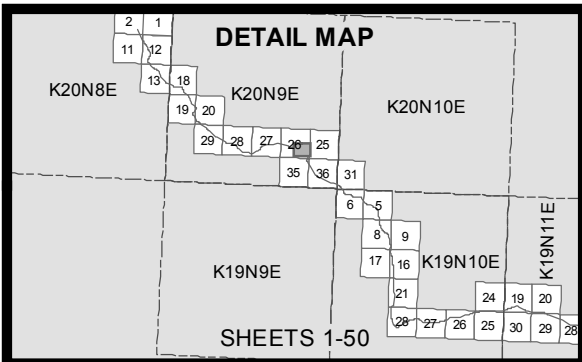 2 1
DETAIL MAP
11 12
K20N8E
13 18
K20N9E
K20N10E
19 20
29 28 27 26 25
35 36 31
6 5
K19N11E
8 9
K19N9E
17 16
K19N10E
21
24 19 20
28 27 26 25 30 29 28
SHEETS 1-50